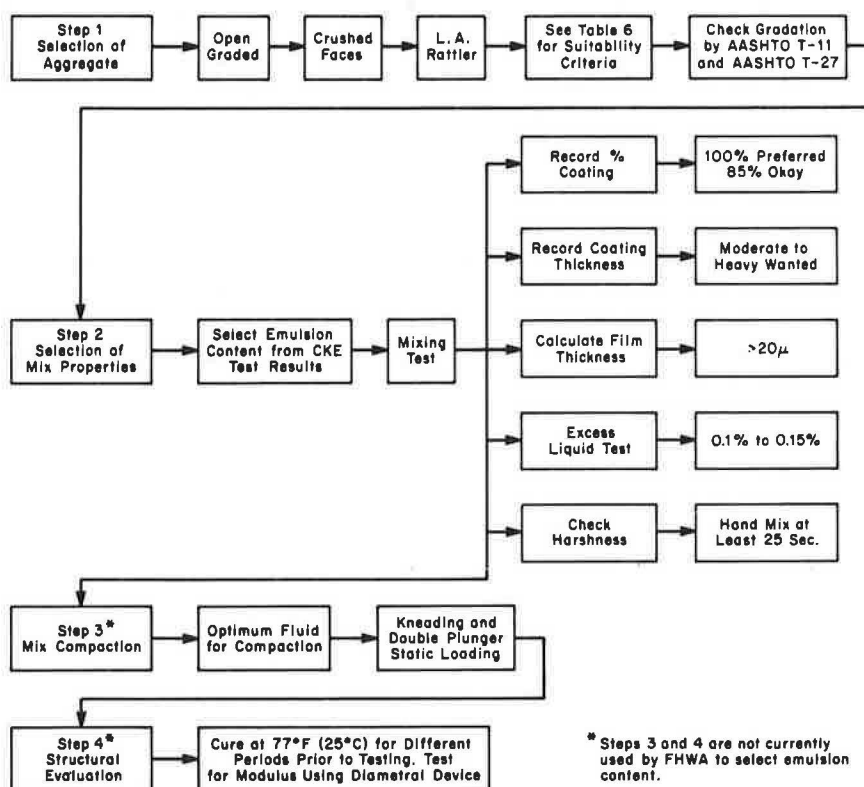 Step 1
Selection of
Aggregate
Open
Graded
Crushed
Faces
L. A.
Rattler
See Table 6
for Suitability
Criteria
Check Gradation
by AASHTO T-11
and AASHTO T-27
Record %
Coating
100% Preferred
85% Okay
Record Coating
Thickness
Moderate to
Heavy Wanted
Step 2
Selection of
Mix Properties
Select Emulsion
Content from CKE
Test Results
Mixing
Test
Calculate Film
Thickness
>20μ
Excess
Liquid Test
0.1% to 0.15%
Check
Harshness
Hand Mix at
Least 25 Sec.
Step 3*
Mix Compaction
Optimum Fluid
for Compaction
Kneading and
Double Plunger
Static Loading
Step 4*
Structural
Evaluation
Cure at 77°F (25°C) for Different
Periods Prior to Testing. Test
for Modulus Using Diametral Device
* Steps 3 and 4 are not currently
used by FHWA to select emulsion
content.